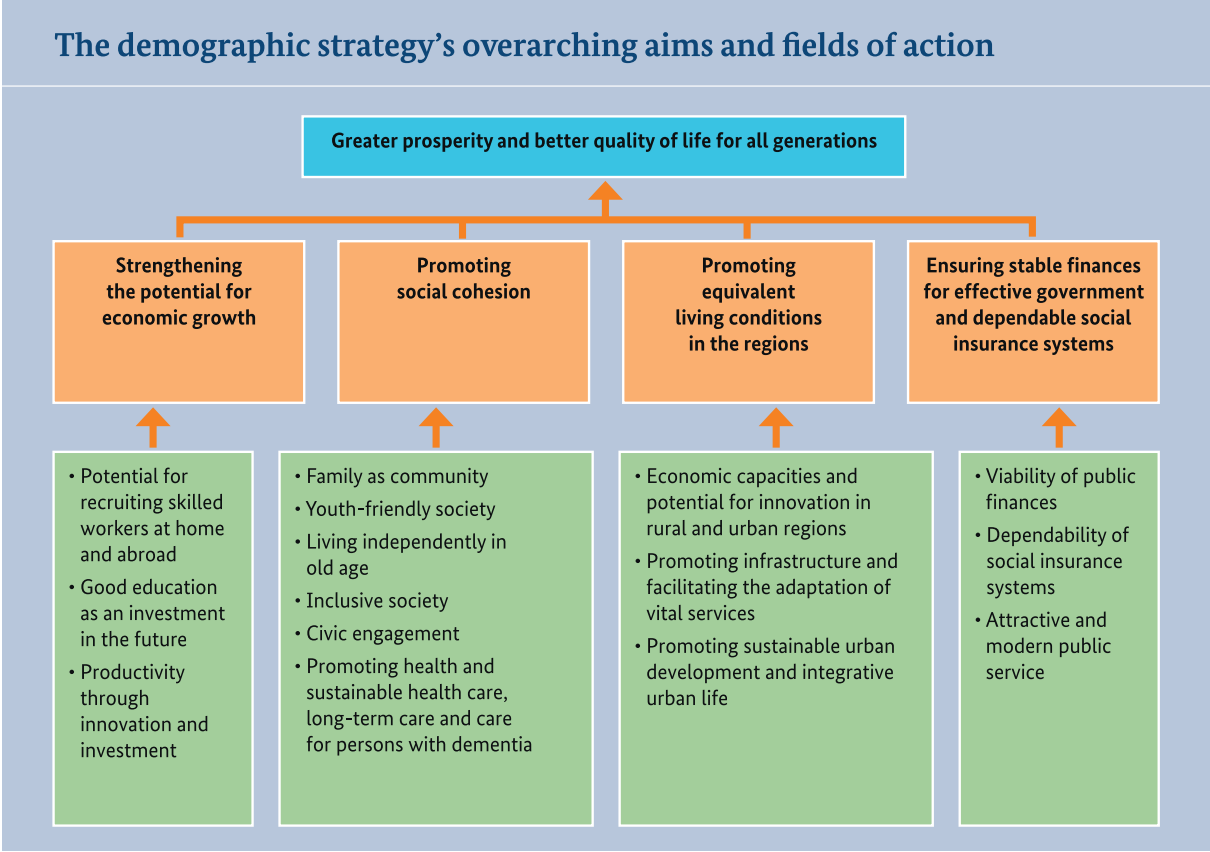 The demographic strategy’s overarching aims and fields of action
Greater prosperity and better quality of life for all generations
Strengthening
the potential for
economic growth
Promoting
social cohesion
Promoting
equivalent
living conditions
in the regions
Ensuring stable finances
for effective government
and dependable social
insurance systems
• Potential for
recruiting skilled
workers at home
and abroad
• Good education
as an investment
in the future
• Productivity
through
innovation and
investment
• Family as community
• Youth-friendly society
• Living independently in
old age
• Inclusive society
• Civic engagement
• Promoting health and
sustainable health care,
long-term care and care
for persons with dementia
• Economic capacities and
potential for innovation in
rural and urban regions
• Promoting infrastructure and
facilitating the adaptation of
vital services
• Promoting sustainable urban
development and integrative
urban life
• Viability of public
finances
• Dependability of
social insurance
systems
• Attractive and
modern public
service